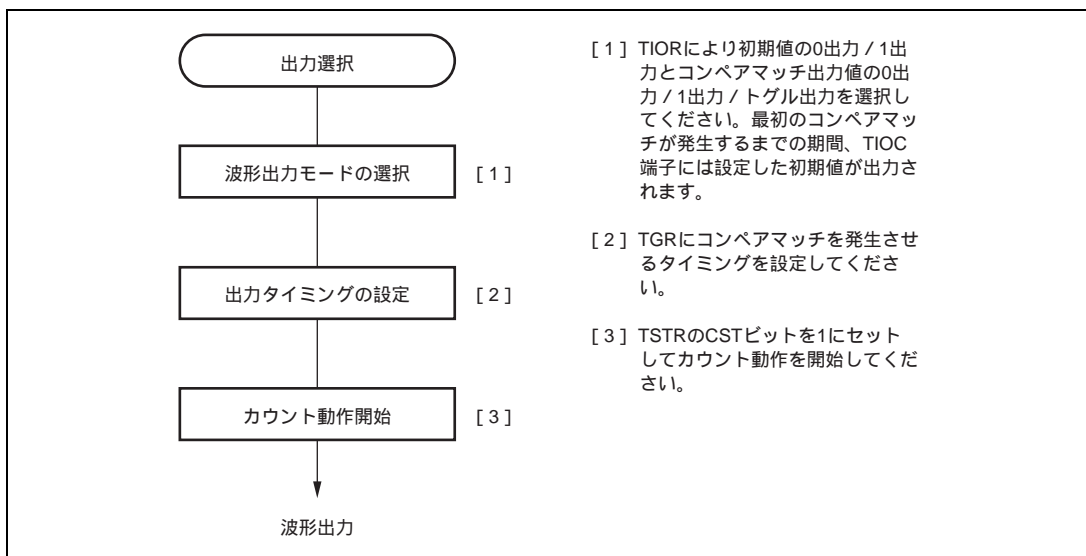 出力選択
波形出力モードの選択 [1]
出力タイミングの設定 [2]
カウント動作開始 [3]
波形出力
[1] TIORにより初期値の0出力 / 1出
力とコンペアマッチ出力値の0出
力 / 1出力 / トグル出力を選択し
てください。最初のコンペアマッ
チが発生するまでの期間、TIOC
端子には設定した初期値が出力さ
れます。
[2] TGRにコンペアマッチを発生させ
るタイミングを設定してくださ
い。
[3] TSTRのCSTビットを1にセット
してカウント動作を開始してくだ
さい。